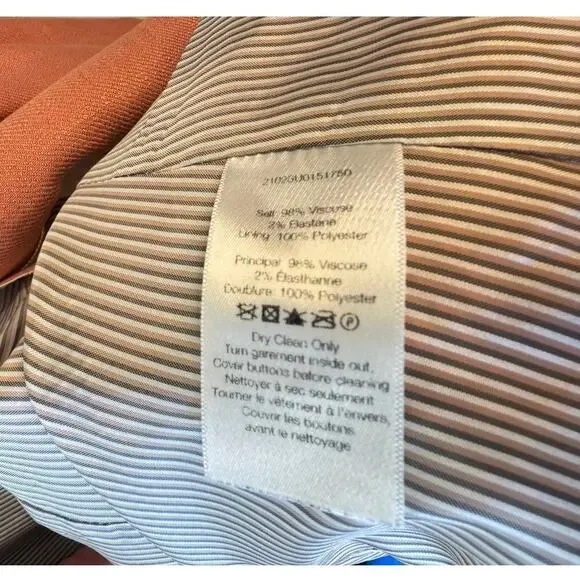 2102GU0151750
Self: 98% Viscose
2% Elastane
Lining: 100% Polyester
Principal: 98% Viscose
2% Élasthanne
Doublure: 100% Polyester
Ⓟ
Dry Clean Only
Turn garement inside out,
Cover buttons before cleaning
Nettoyer à sec seulement
Tourner le vêtement à l'envers,
Couvrir les boutons
avant le nettoyage